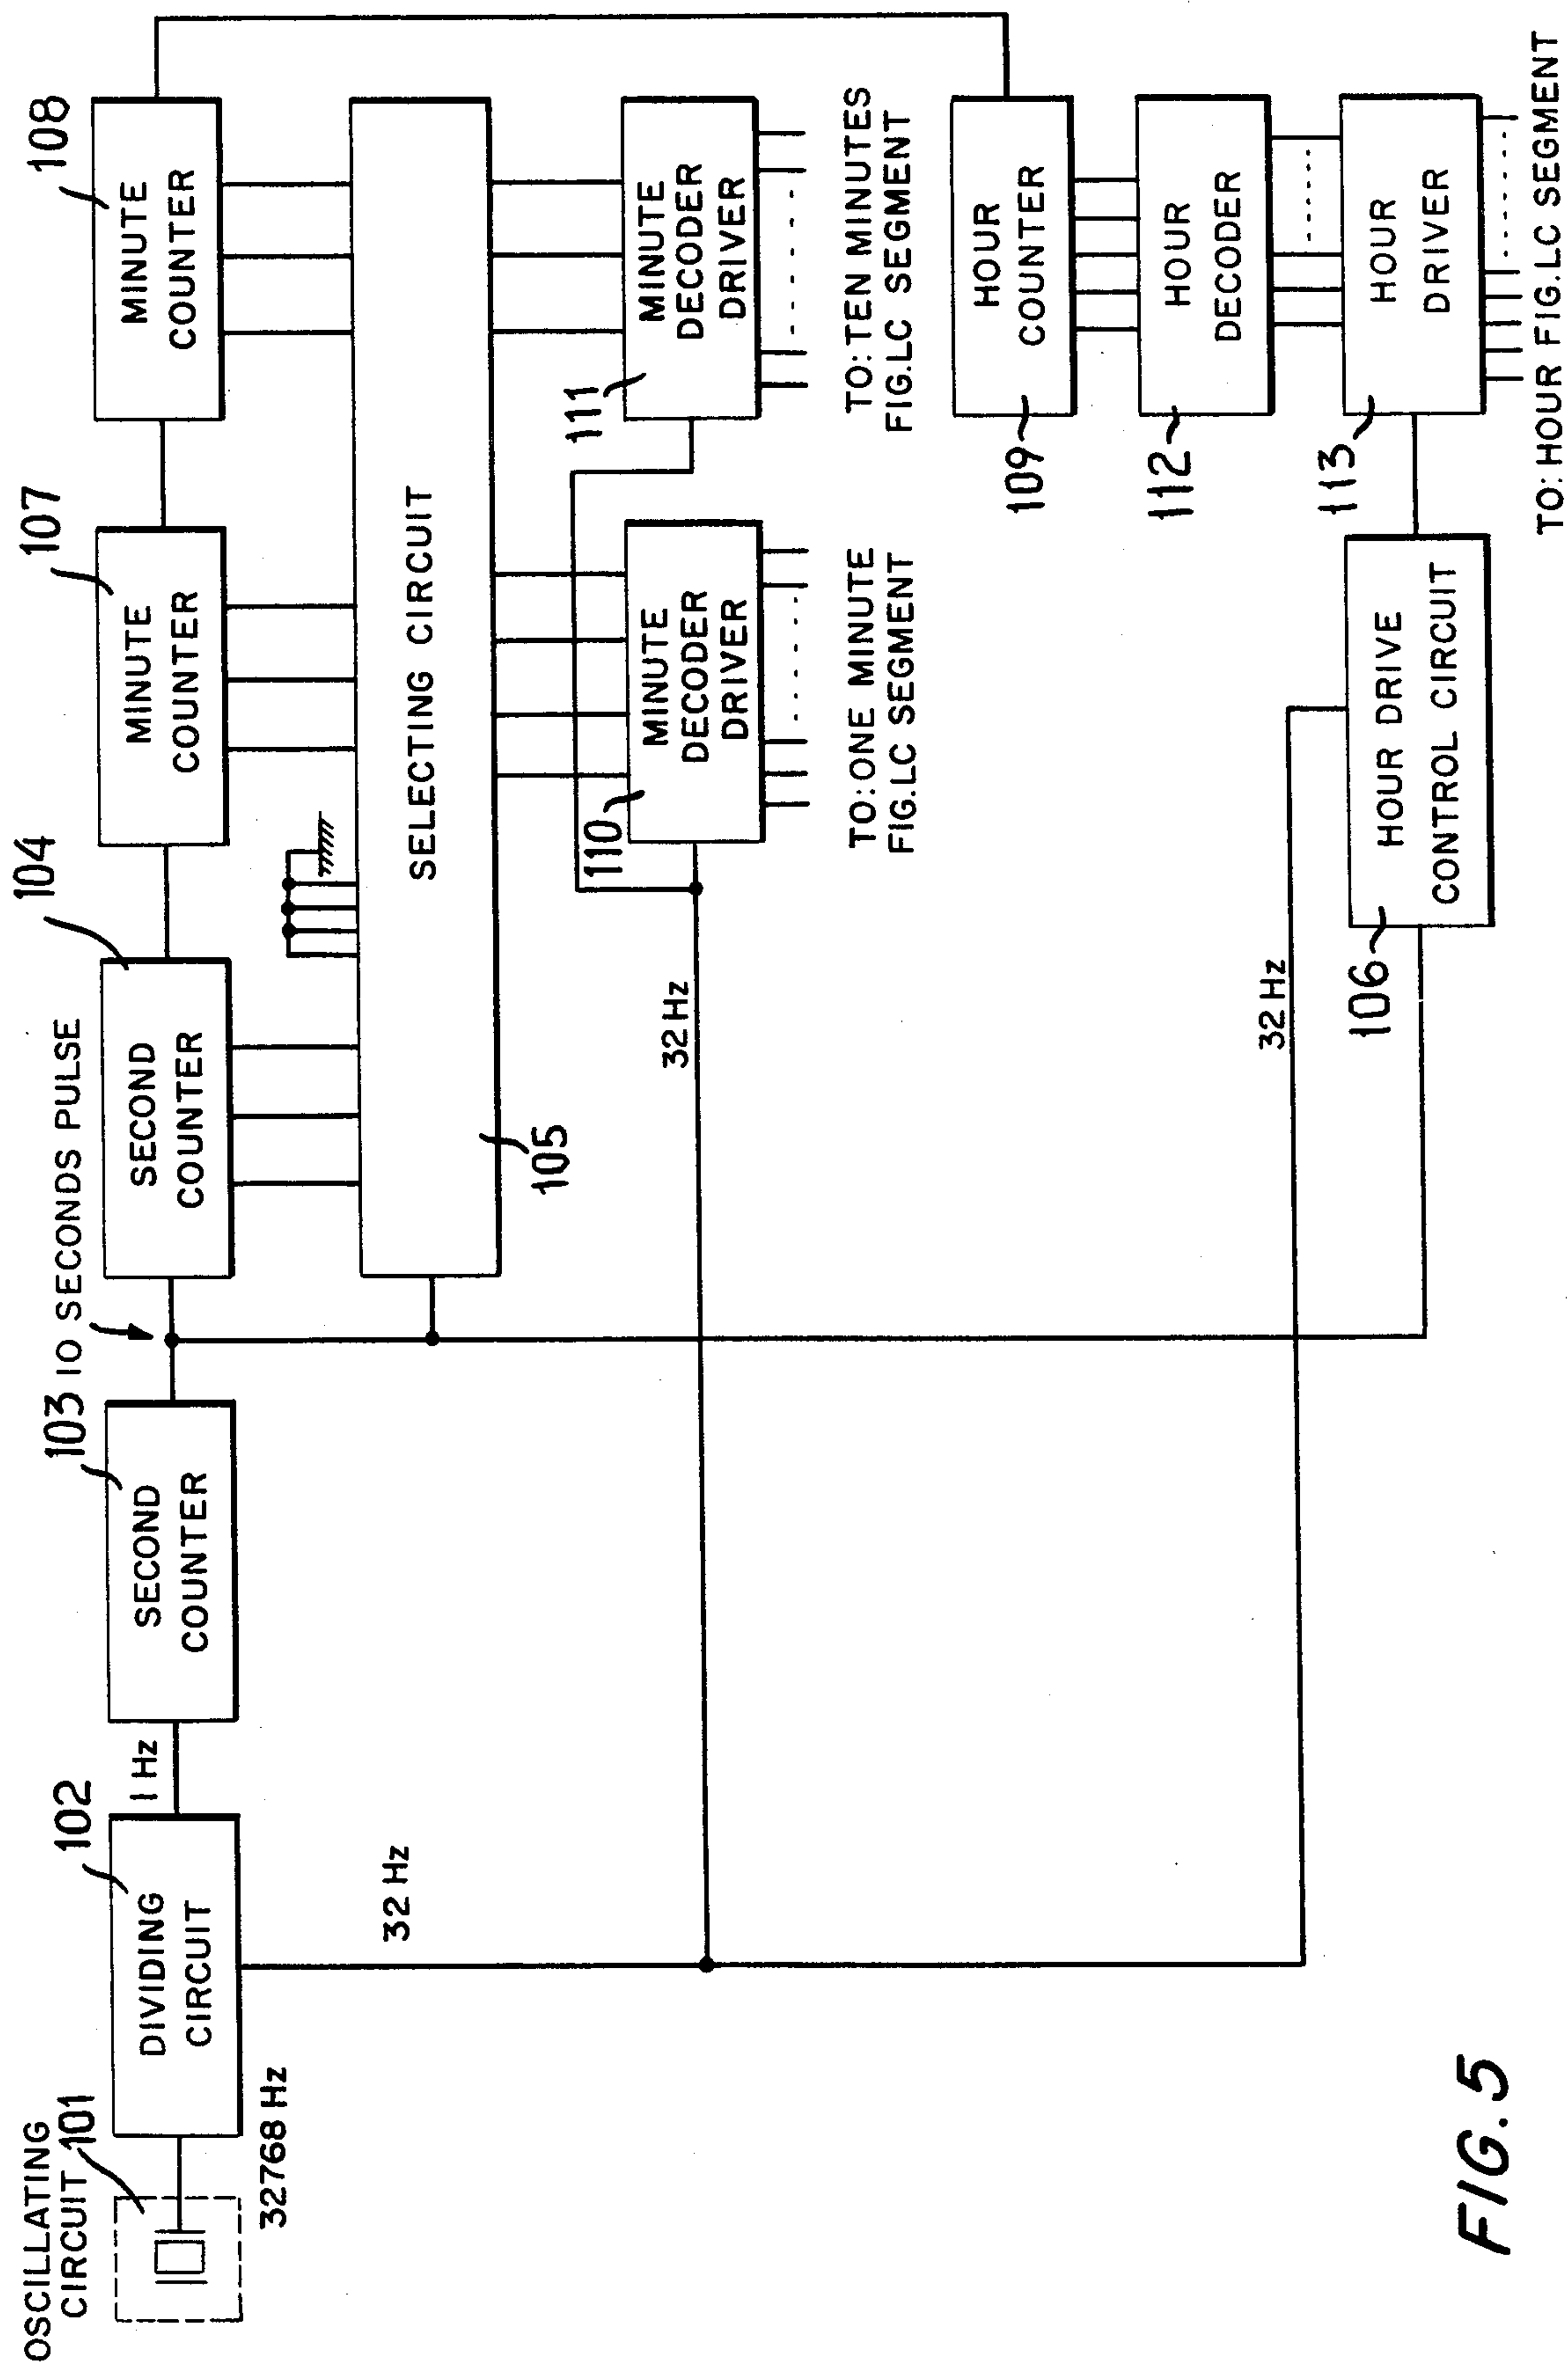 OSCILLATING
CIRCUIT 101
32768 Hz
102
DIVIDING
CIRCUIT
1 Hz
32 Hz
103
SECOND
COUNTER
10 SECONDS PULSE
104
SECOND
COUNTER
107
MINUTE
COUNTER
108
MINUTE
COUNTER
SELECTING CIRCUIT
105
32 Hz
110
MINUTE
DECODER
DRIVER
TO: ONE MINUTE
FIG.LC SEGMENT
111
MINUTE
DECODER
DRIVER
TO: TEN MINUTES
FIG.LC SEGMENT
109
HOUR
COUNTER
112
HOUR
DECODER
113
HOUR
DRIVER
TO: HOUR FIG.LC SEGMENT
32 Hz
106
HOUR DRIVE
CONTROL CIRCUIT
FIG.5